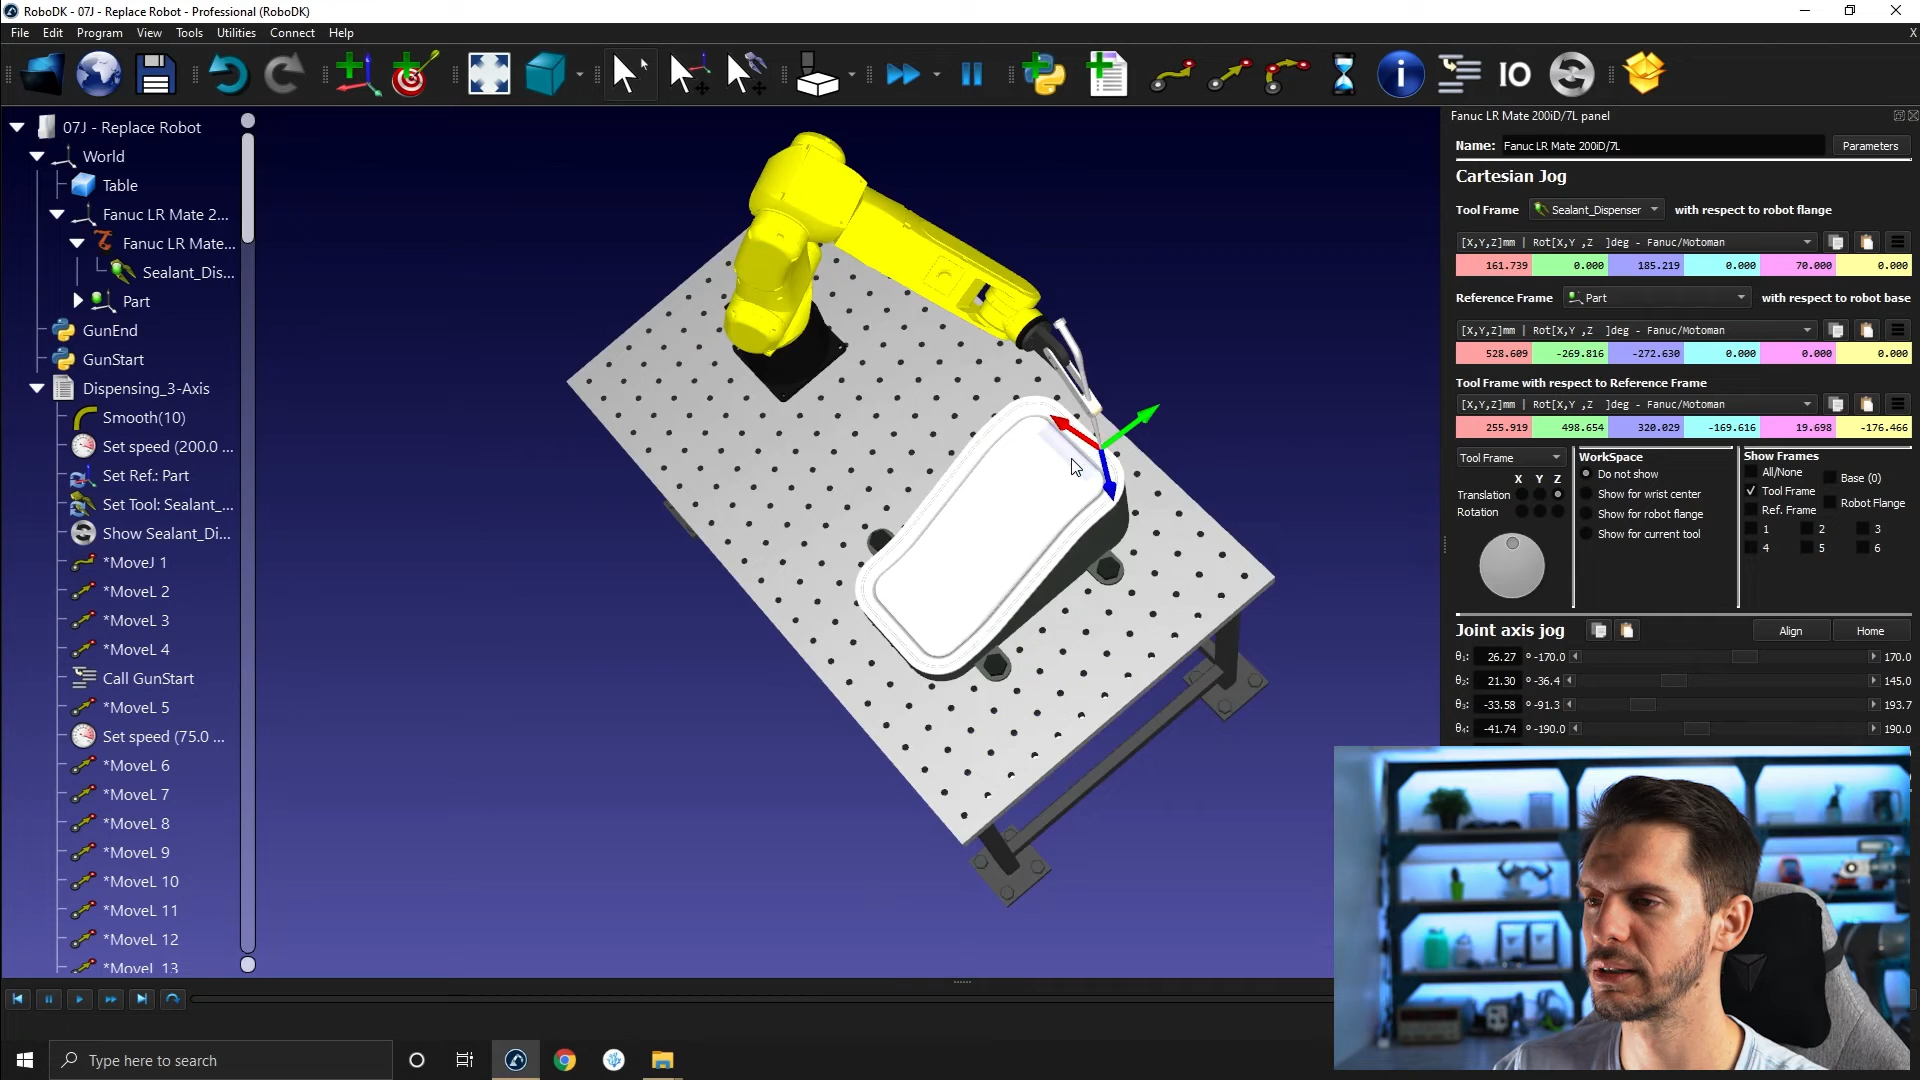 RoboDK - 07J - Replace Robot - Professional (RoboDK)
File Edit Program View Tools Utilities Connect Help X
i IO
07J - Replace Robot
World
Table
Fanuc LR Mate 2...
Fanuc LR Mate...
Sealant_Dis...
Part
GunEnd
GunStart
Dispensing_3-Axis
Smooth(10)
Set speed (200.0 ...
Set Ref.: Part
Set Tool: Sealant_...
Show Sealant_Di...
*MoveJ 1
*MoveL 2
*MoveL 3
*MoveL 4
Call GunStart
*MoveL 5
Set speed (75.0 ...
*MoveL 6
*MoveL 7
*MoveL 8
*MoveL 9
*MoveL 10
*MoveL 11
*MoveL 12
*MoveL 13
Fanuc LR Mate 200iD/7L panel
Name: Fanuc LR Mate 200iD/7L Parameters
Cartesian Jog
Tool Frame Sealant_Dispenser with respect to robot flange
[X,Y,Z]mm | Rot[X,Y ,Z ]deg - Fanuc/Motoman
161.739 0.000 185.219 0.000 70.000 0.000
Reference Frame Part with respect to robot base
[X,Y,Z]mm | Rot[X,Y ,Z ]deg - Fanuc/Motoman
528.609 -269.816 -272.630 0.000 0.000 0.000
Tool Frame with respect to Reference Frame
[X,Y,Z]mm | Rot[X,Y ,Z ]deg - Fanuc/Motoman
255.919 498.654 320.029 -169.616 19.698 -176.466
Tool Frame
X Y Z
Translation
Rotation
WorkSpace
Do not show
Show for wrist center
Show for robot flange
Show for current tool
Show Frames
All/None Base (0)
Tool Frame Robot Flange
Ref. Frame
1 2 3
4 5 6
Joint axis jog Align Home
θ₁: 26.27 º -170.0 170.0
θ₂: 21.30 º -36.4 145.0
θ₃: -33.58 º -91.3 193.7
θ₄: -41.74 º -190.0 190.0
Type here to search